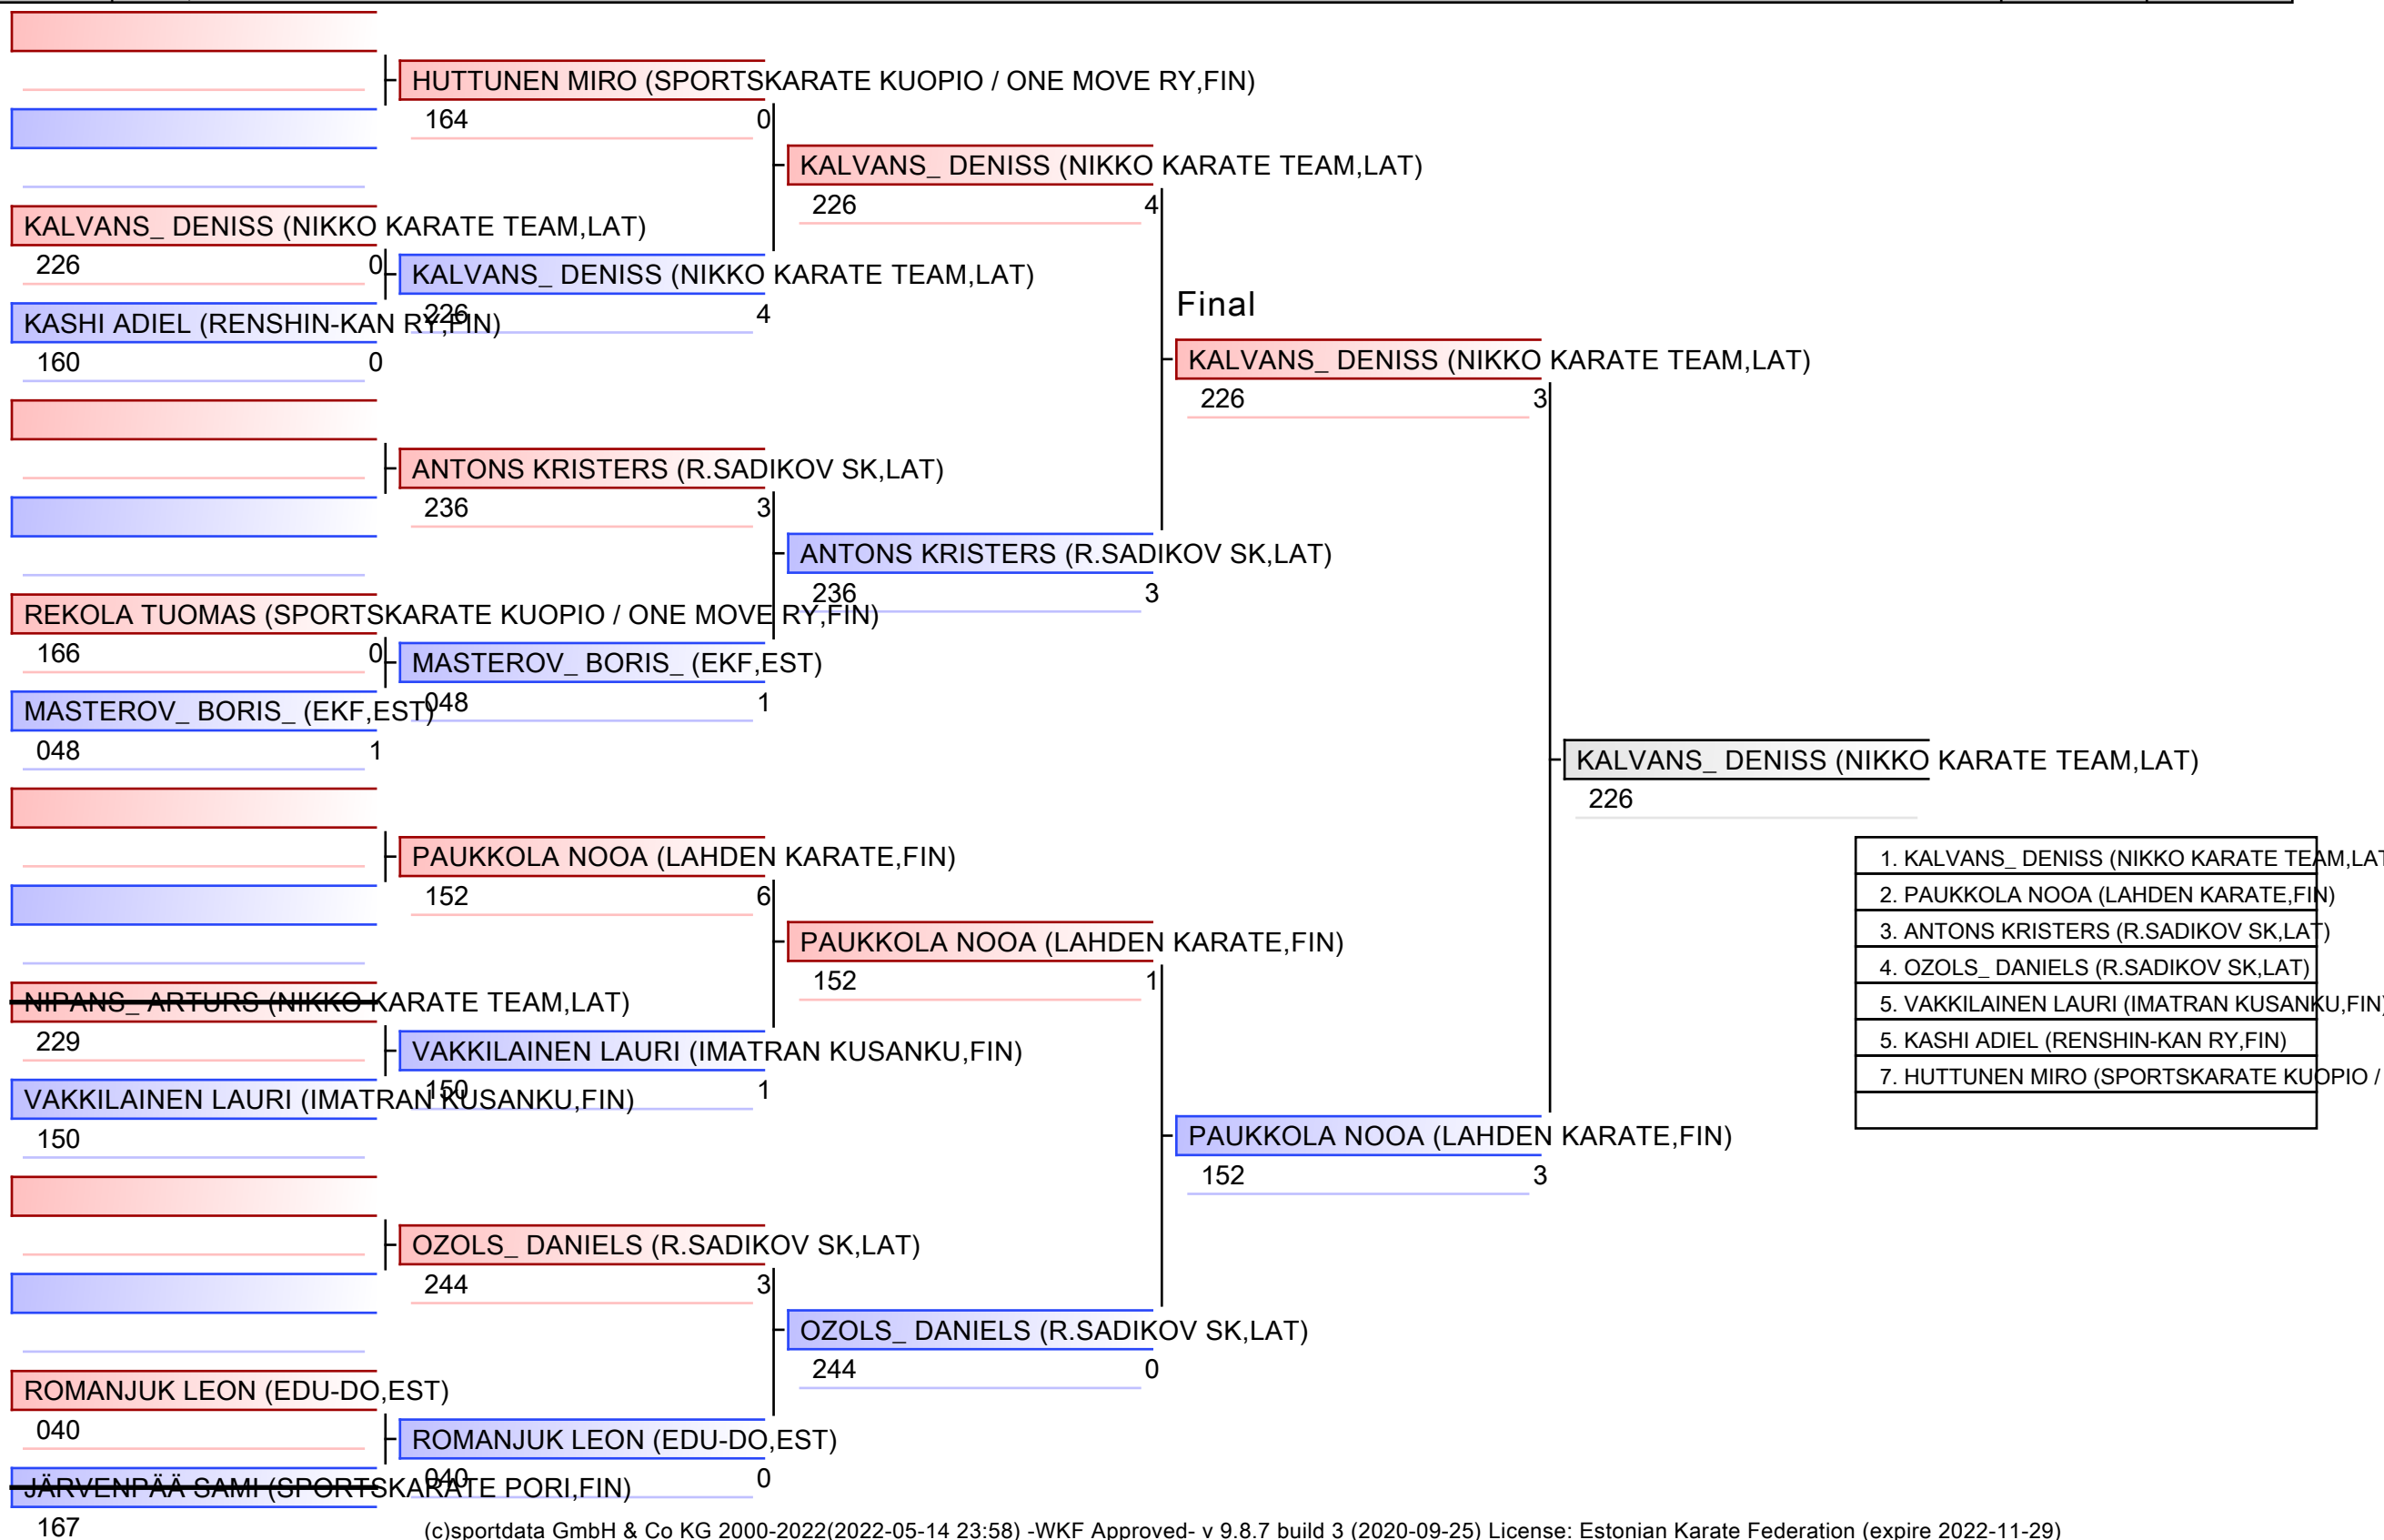 HUTTUNEN MIRO (SPORTSKARATE KUOPIO / ONE MOVE RY,FIN)
164 0
KALVANS_ DENISS (NIKKO KARATE TEAM,LAT)
226 4
KALVANS_ DENISS (NIKKO KARATE TEAM,LAT)
226 0
KALVANS_ DENISS (NIKKO KARATE TEAM,LAT)
226 4
KASHI ADIEL (RENSHIN-KAN RY,FIN)
160 0
Final
KALVANS_ DENISS (NIKKO KARATE TEAM,LAT)
226 3
ANTONS KRISTERS (R.SADIKOV SK,LAT)
236 3
ANTONS KRISTERS (R.SADIKOV SK,LAT)
236 3
REKOLA TUOMAS (SPORTSKARATE KUOPIO / ONE MOVE RY,FIN)
166 0
MASTEROV_ BORIS_ (EKF,EST)
048 1
MASTEROV_ BORIS_ (EKF,EST)
048 1
KALVANS_ DENISS (NIKKO KARATE TEAM,LAT)
226
PAUKKOLA NOOA (LAHDEN KARATE,FIN)
152 6
PAUKKOLA NOOA (LAHDEN KARATE,FIN)
152 1
NIPANS_ ARTURS (NIKKO KARATE TEAM,LAT)
229
VAKKILAINEN LAURI (IMATRAN KUSANKU,FIN)
150 1
VAKKILAINEN LAURI (IMATRAN KUSANKU,FIN)
150
PAUKKOLA NOOA (LAHDEN KARATE,FIN)
152 3
OZOLS_ DANIELS (R.SADIKOV SK,LAT)
244 3
OZOLS_ DANIELS (R.SADIKOV SK,LAT)
244 0
ROMANJUK LEON (EDU-DO,EST)
040
ROMANJUK LEON (EDU-DO,EST)
040 0
JÄRVENPÄÄ SAMI (SPORTSKARATE PORI,FIN)
167
1. KALVANS_ DENISS (NIKKO KARATE TEAM,LAT
2. PAUKKOLA NOOA (LAHDEN KARATE,FIN)
3. ANTONS KRISTERS (R.SADIKOV SK,LAT)
4. OZOLS_ DANIELS (R.SADIKOV SK,LAT)
5. VAKKILAINEN LAURI (IMATRAN KUSANKU,FIN)
5. KASHI ADIEL (RENSHIN-KAN RY,FIN)
7. HUTTUNEN MIRO (SPORTSKARATE KUOPIO /
(c)sportdata GmbH & Co KG 2000-2022(2022-05-14 23:58) -WKF Approved- v 9.8.7 build 3 (2020-09-25) License: Estonian Karate Federation (expire 2022-11-29)